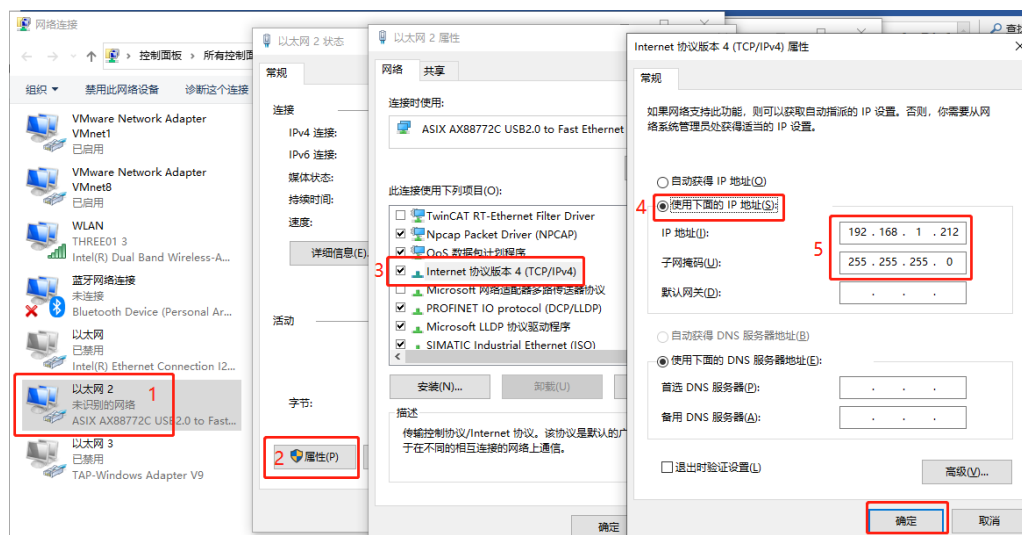 网络连接
控制面板 › 所有控制面
组织 禁用此网络设备 诊断这个连接
VMware Network Adapter
VMnet1
已启用
VMware Network Adapter
VMnet8
已启用
WLAN
THREE01 3
Intel(R) Dual Band Wireless-A...
蓝牙网络连接
未连接
Bluetooth Device (Personal Ar...
以太网
已禁用
Intel(R) Ethernet Connection I2...
以太网 2
1
未识别的网络
ASIX AX88772C USB2.0 to Fast...
以太网 3
已禁用
TAP-Windows Adapter V9
以太网 2 状态
常规
连接
IPv4 连接:
IPv6 连接:
媒体状态:
持续时间:
速度:
详细信息(E)
活动
字节:
2
属性(P)
以太网 2 属性
网络 共享
连接时使用:
ASIX AX88772C USB2.0 to Fast Ethernet
此连接使用下列项目(O):
TwinCAT RT-Ethernet Filter Driver
Npcap Packet Driver (NPCAP)
QoS 数据包计划程序
3
Internet 协议版本 4 (TCP/IPv4)
Microsoft 网络适配器多路传送器协议
PROFINET IO protocol (DCP/LLDP)
Microsoft LLDP 协议驱动程序
SIMATIC Industrial Ethernet (ISO)
安装(N)... 卸载(U)
描述
传输控制协议/Internet 协议。该协议是默认的广
于在不同的相互连接的网络上通信。
确定
Internet 协议版本 4 (TCP/IPv4) 属性
常规
如果网络支持此功能，则可以获取自动指派的 IP 设置。否则，你需要从网
络系统管理员处获得适当的 IP 设置。
自动获得 IP 地址(O)
4
使用下面的 IP 地址(S):
IP 地址(I): 192 . 168 . 1 . 212
5
子网掩码(U): 255 . 255 . 255 . 0
默认网关(D): . . .
自动获得 DNS 服务器地址(B)
使用下面的 DNS 服务器地址(E):
首选 DNS 服务器(P): . . .
备用 DNS 服务器(A): . . .
退出时验证设置(L)
高级(V)...
确定 取消